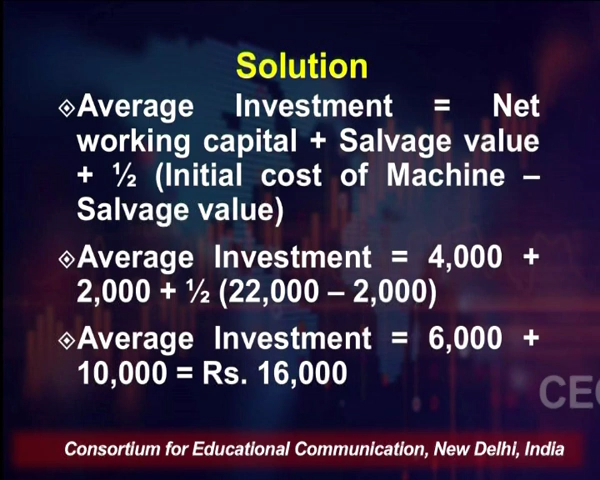 Solution
Average Investment = Net
working capital + Salvage value
+ ½ (Initial cost of Machine –
Salvage value)
Average Investment = 4,000 +
2,000 + ½ (22,000 – 2,000)
Average Investment = 6,000 +
10,000 = Rs. 16,000
CEC
Consortium for Educational Communication, New Delhi, India